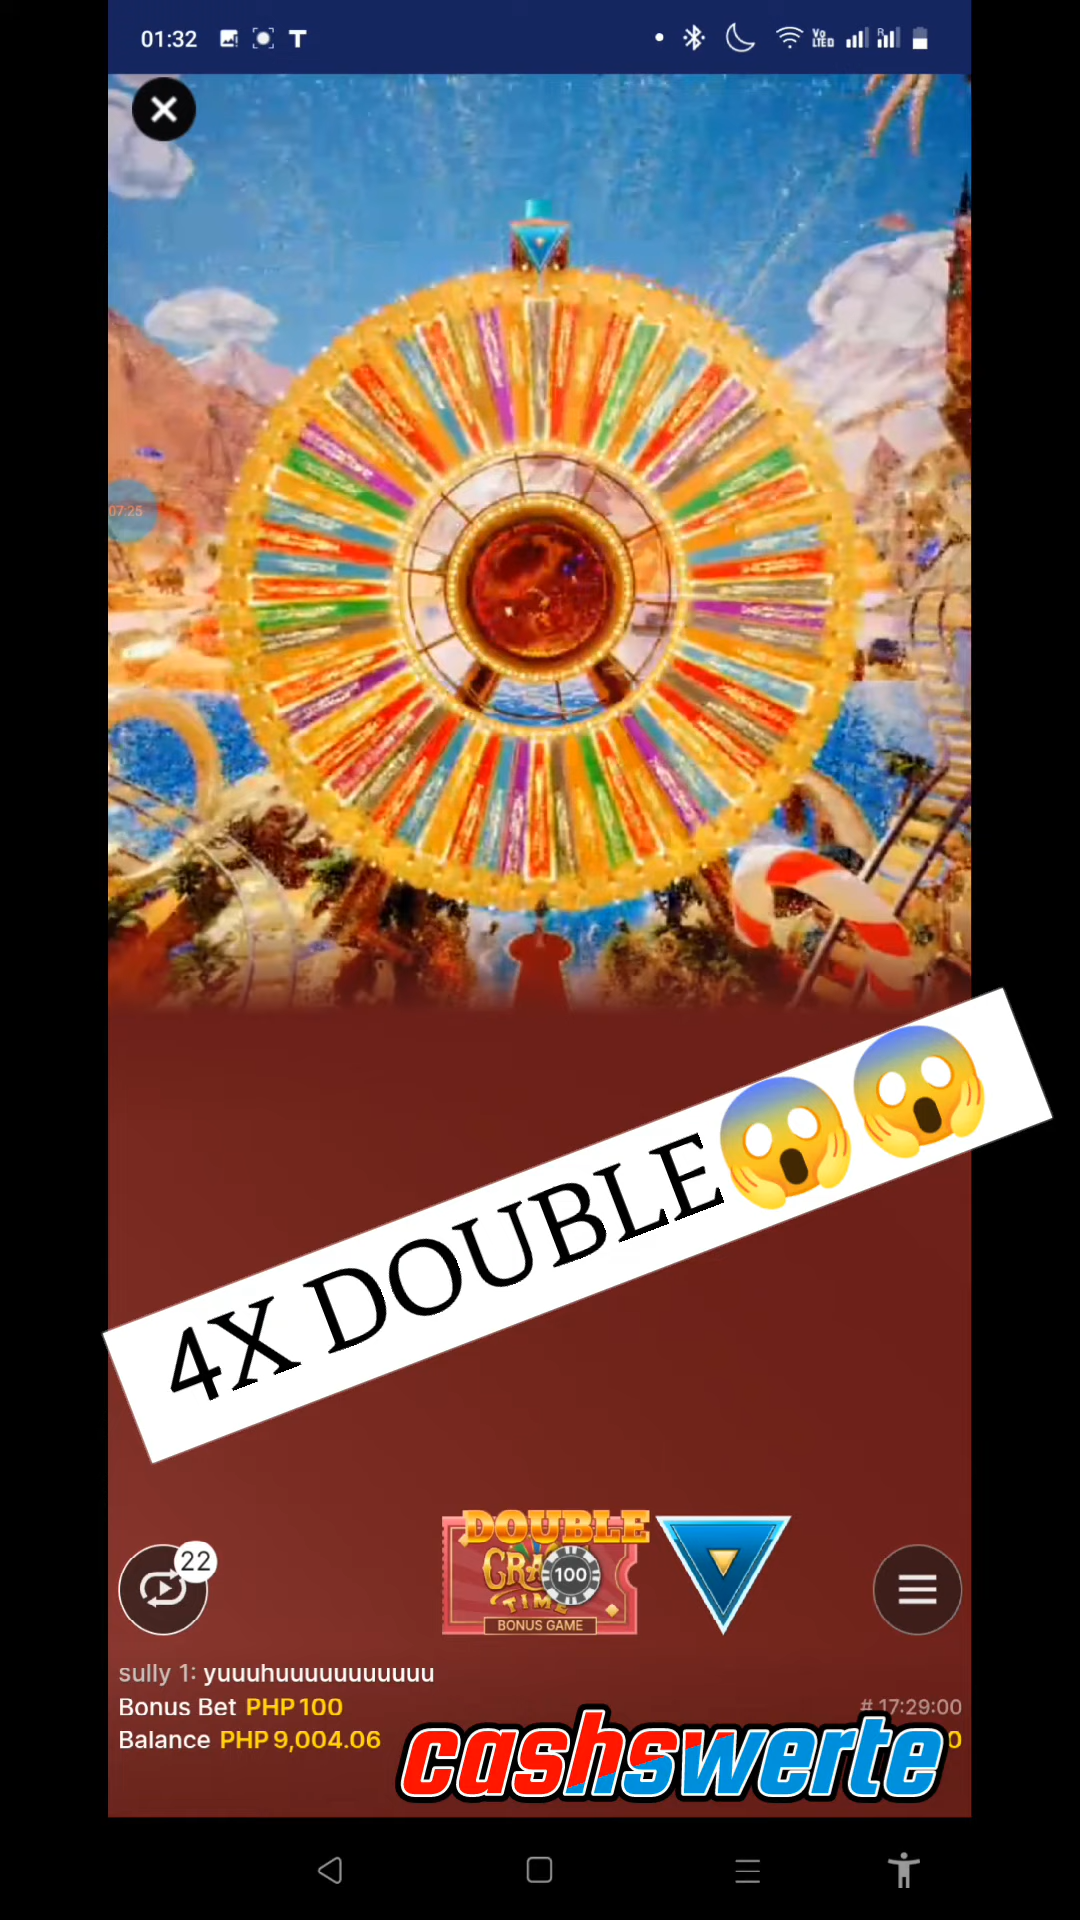 01:32
07:25
4X DOUBLE😱😱
DOUBLE
CRAZY TIME
100
BONUS GAME
22
sully 1: yuuuhuuuuuuuuuuu
Bonus Bet PHP 100
# 17:29:00
Balance PHP 9,004.06
cashswerte